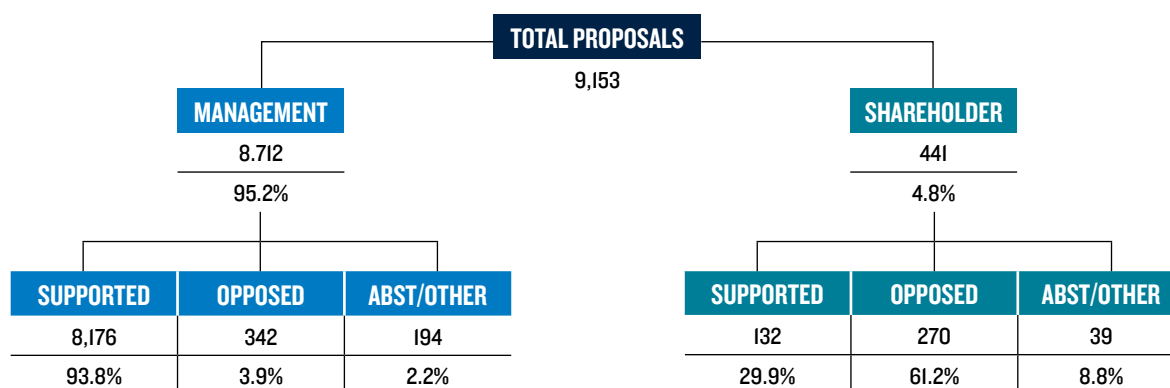 TOTAL PROPOSALS
9,153
MANAGEMENT
8.712
95.2%
SHAREHOLDER
441
4.8%
SUPPORTED OPPOSED ABST/OTHER
8,176 342 194
93.8% 3.9% 2.2%
SUPPORTED OPPOSED ABST/OTHER
132 270 39
29.9% 61.2% 8.8%